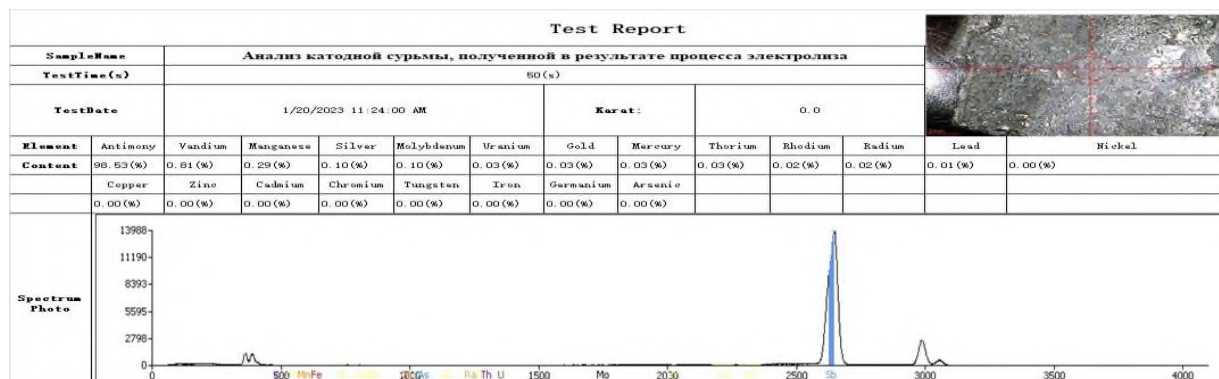 Test Report
SampleName Анализ катодной сурьмы, полученной в результате процесса электролиза
TestTime(s) 50(s)
TestDate 1/20/2023 11:24:00 AM Karat: 0.0
Element Antimony Vandium Manganese Silver Molybdenum Uranium Gold Mercury Thorium Rhodium Radium Lead Nickel
Content 98.53(%) 0.81(%) 0.29(%) 0.10(%) 0.10(%) 0.03(%) 0.03(%) 0.03(%) 0.03(%) 0.02(%) 0.02(%) 0.01(%) 0.00(%)
Copper Zinc Cadmium Chromium Tungsten Iron Germanium Arsenic
0.00(%) 0.00(%) 0.00(%) 0.00(%) 0.00(%) 0.00(%) 0.00(%) 0.00(%)
Spectrum
Photo
13988
11190
8393
5595
2798
0
MnFe As Ra Th U Mo Sb
0 500 1000 1500 2000 2500 3000 3500 4000